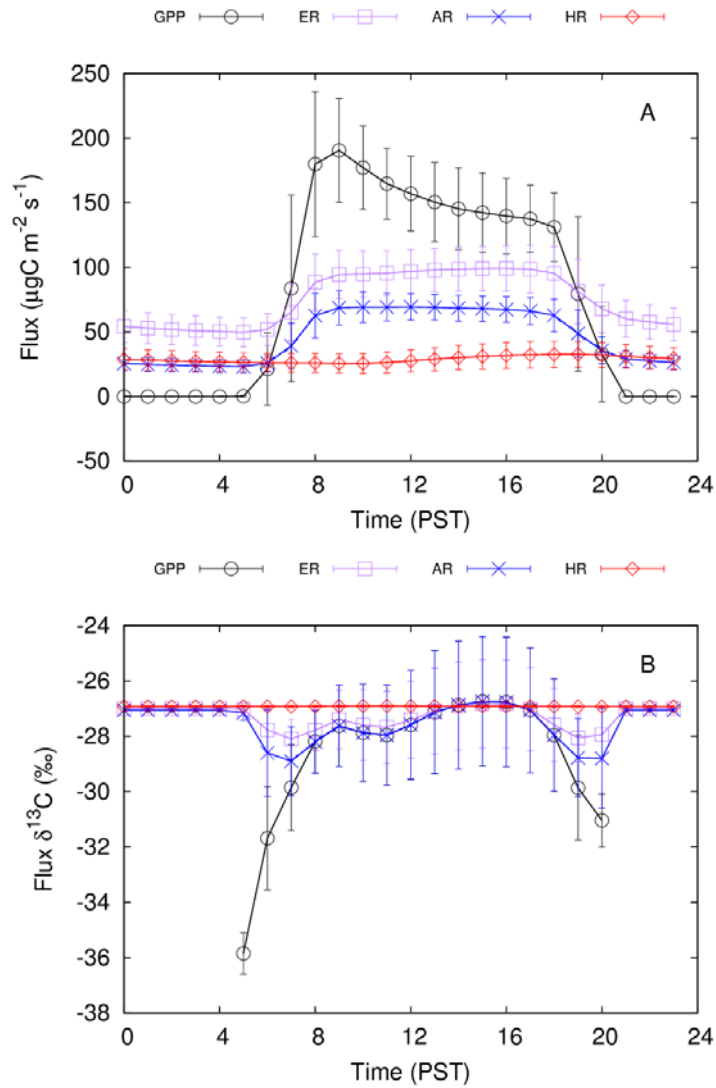 GPP ER AR HR
A
250
200
150
100
50
0
-50
Flux (μgC m⁻² s⁻¹)
0 4 8 12 16 20 24
Time (PST)
GPP ER AR HR
B
-24
-26
-28
-30
-32
-34
-36
-38
Flux δ¹³C (‰)
0 4 8 12 16 20 24
Time (PST)